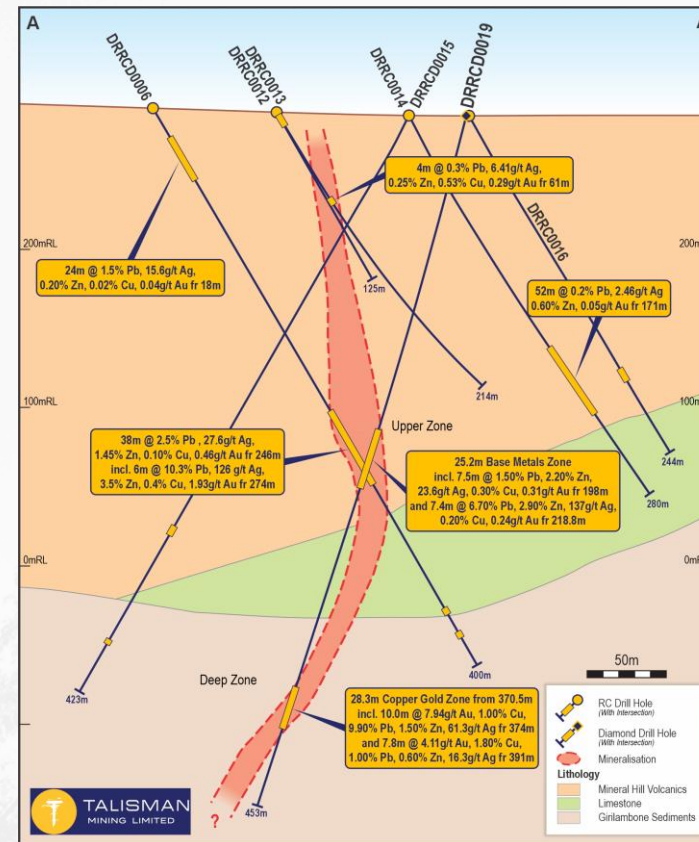 A
A
DRRCD0006
DRRC0013
DRRC0012
DRRC0014
DRRCD0015
DRRCD0019
DRRC0016
4m @ 0.3% Pb, 6.41g/t Ag,
0.25% Zn, 0.53% Cu, 0.29g/t Au fr 61m
200mRL
200m
24m @ 1.5% Pb, 15.6g/t Ag,
0.20% Zn, 0.02% Cu, 0.04g/t Au fr 18m
125m
52m @ 0.2% Pb, 2.46g/t Ag
0.60% Zn, 0.05g/t Au fr 171m
214m
100mRL
100m
Upper Zone
38m @ 2.5% Pb , 27.6g/t Ag,
1.45% Zn, 0.10% Cu, 0.46g/t Au fr 246m
incl. 6m @ 10.3% Pb, 126 g/t Ag,
3.5% Zn, 0.4% Cu, 1.93g/t Au fr 274m
25.2m Base Metals Zone
incl. 7.5m @ 1.50% Pb, 2.20% Zn,
23.6g/t Ag, 0.30% Cu, 0.31g/t Au fr 198m
and 7.4m @ 6.70% Pb, 2.90% Zn, 137g/t Ag,
0.20% Cu, 0.24g/t Au fr 218.8m
244m
280m
0mRL
0mR
400m
50m
Deep Zone
423m
28.3m Copper Gold Zone from 370.5m
incl. 10.0m @ 7.94g/t Au, 1.00% Cu,
9.90% Pb, 1.50% Zn, 61.3g/t Ag fr 374m
and 7.8m @ 4.11g/t Au, 1.80% Cu,
1.00% Pb, 0.60% Zn, 16.3g/t Ag fr 391m
453m
?
RC Drill Hole
(With Intersection)
Diamond Drill Hole
(With Intersection)
Mineralisation
Lithology
Mineral Hill Volcanics
Limestone
Girilambone Sediments
TALISMAN
MINING LIMITED